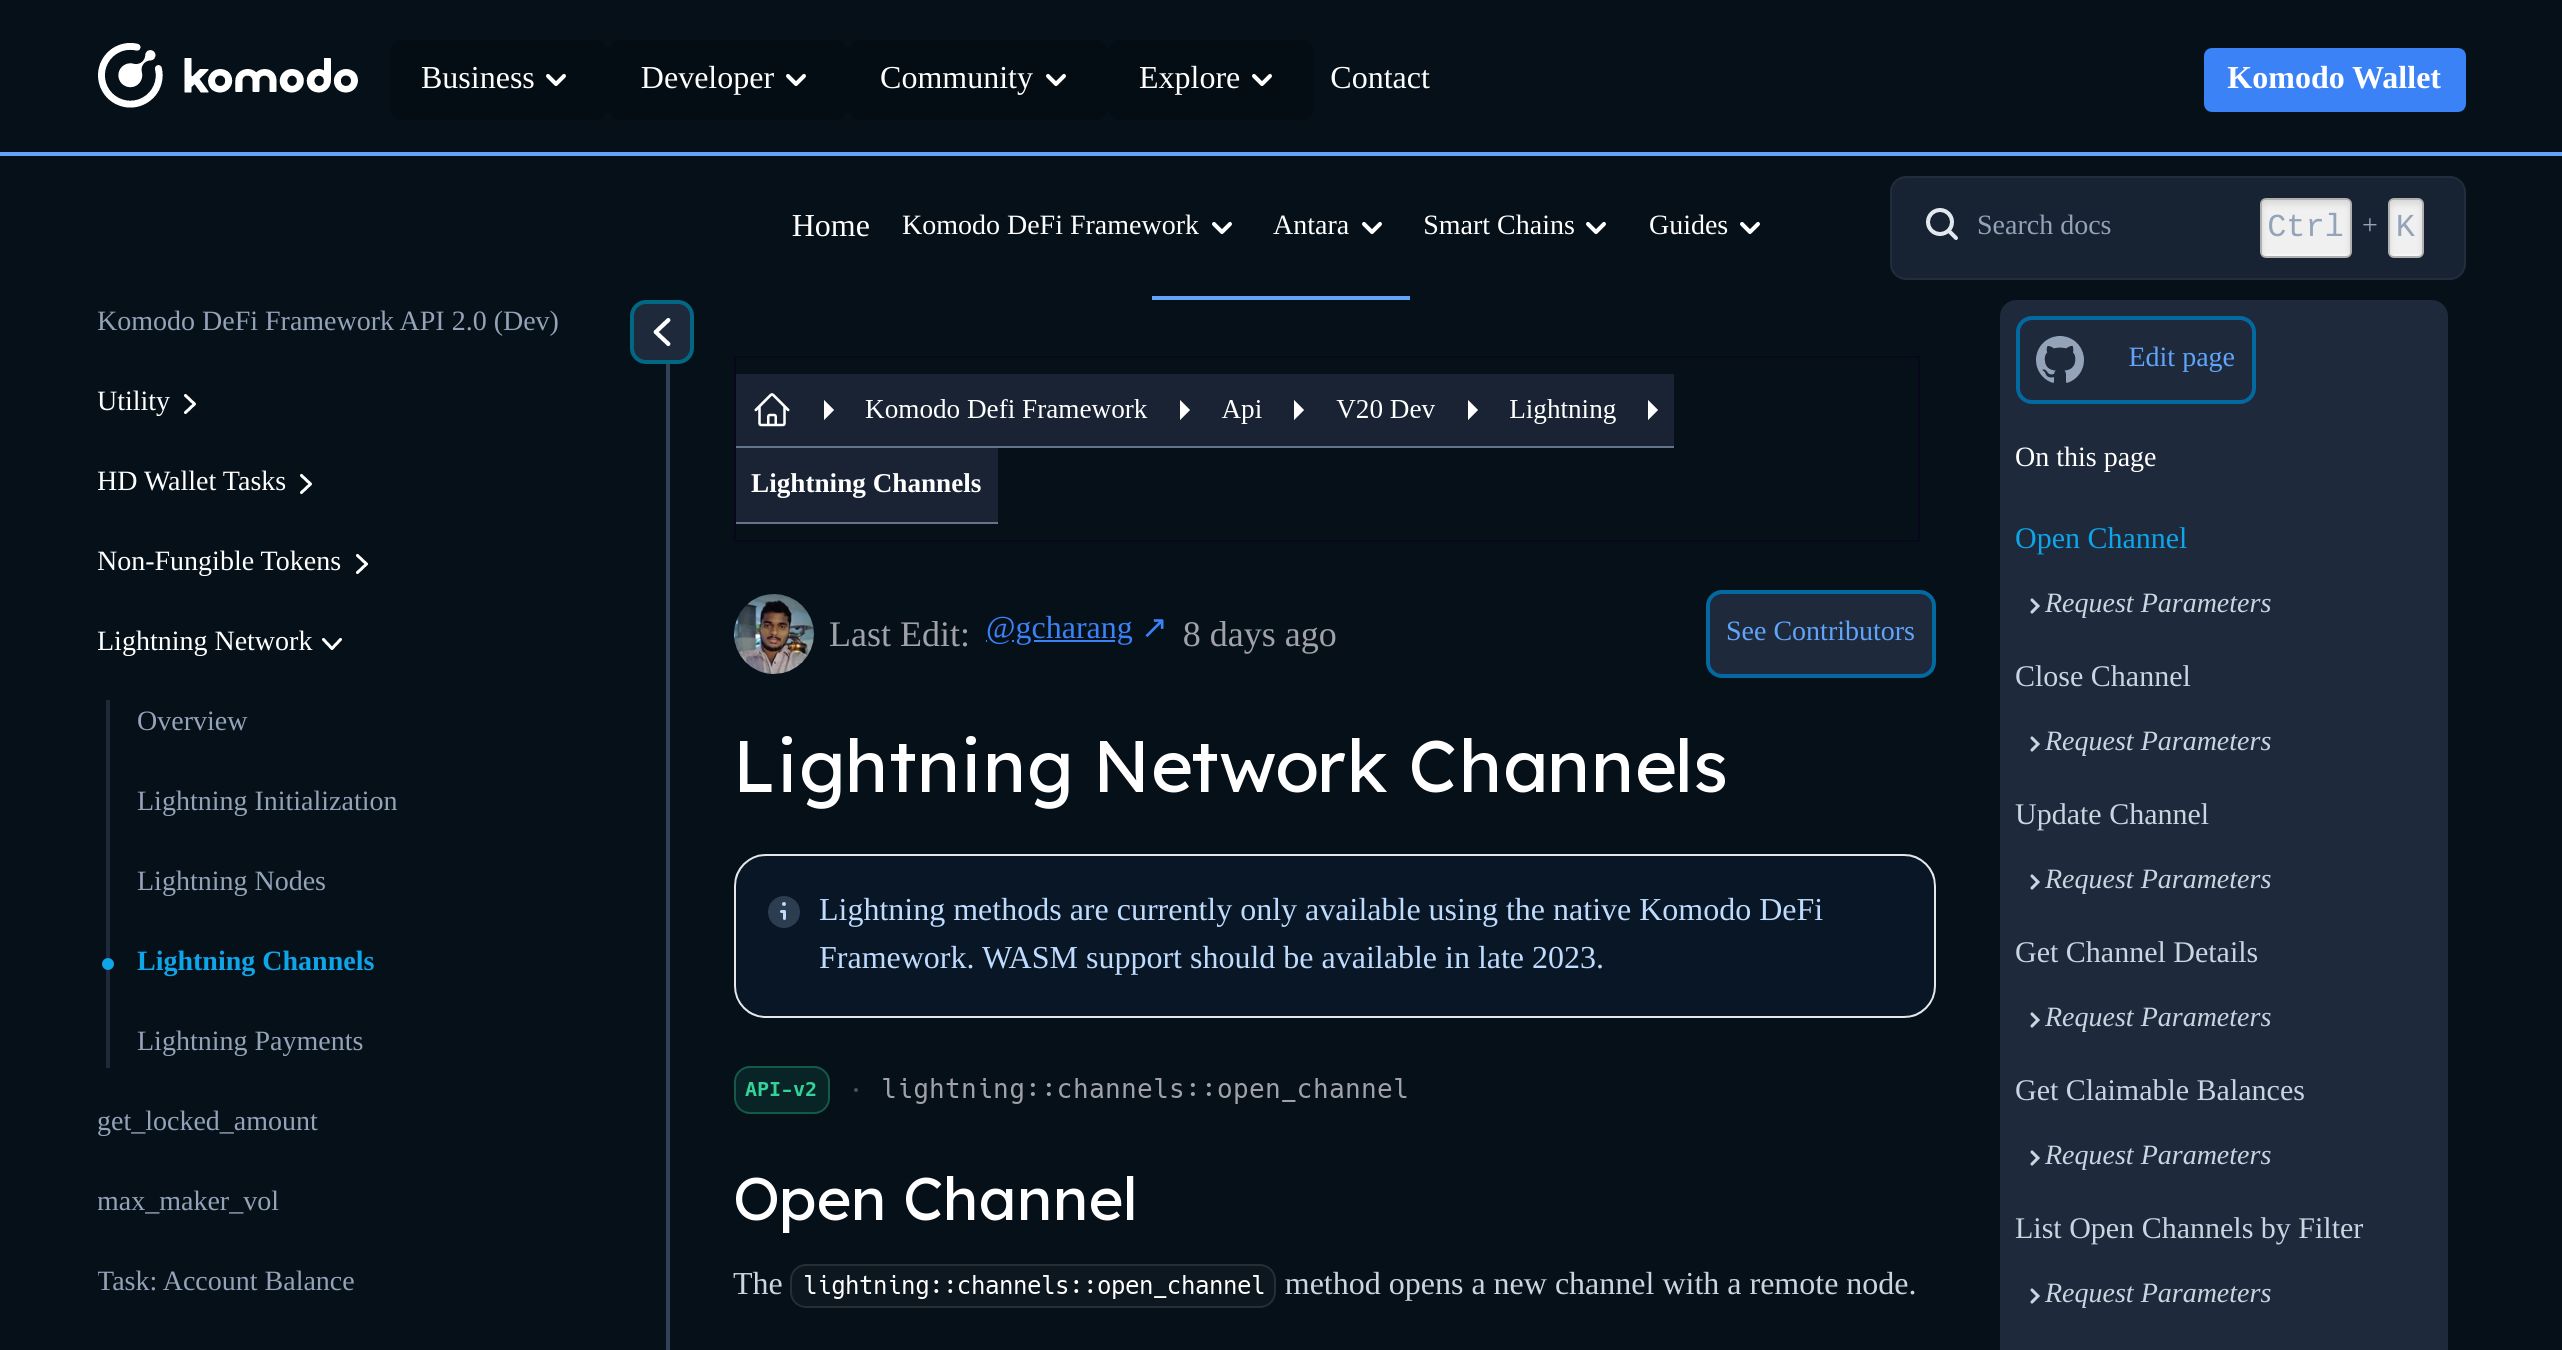 komodo
Business
Developer
Community
Explore
Contact
Komodo Wallet
Home
Komodo DeFi Framework
Antara
Smart Chains
Guides
Search docs
Ctrl + K
Komodo DeFi Framework API 2.0 (Dev)
Utility
HD Wallet Tasks
Non-Fungible Tokens
Lightning Network
Overview
Lightning Initialization
Lightning Nodes
Lightning Channels
Lightning Payments
get_locked_amount
max_maker_vol
Task: Account Balance
Komodo Defi Framework
Api
V20 Dev
Lightning
Lightning Channels
Last Edit: @gcharang ↗ 8 days ago
See Contributors
Lightning Network Channels
Lightning methods are currently only available using the native Komodo DeFi
Framework. WASM support should be available in late 2023.
API-v2 · lightning::channels::open_channel
Open Channel
The lightning::channels::open_channel method opens a new channel with a remote node.
Edit page
On this page
Open Channel
Request Parameters
Close Channel
Request Parameters
Update Channel
Request Parameters
Get Channel Details
Request Parameters
Get Claimable Balances
Request Parameters
List Open Channels by Filter
Request Parameters